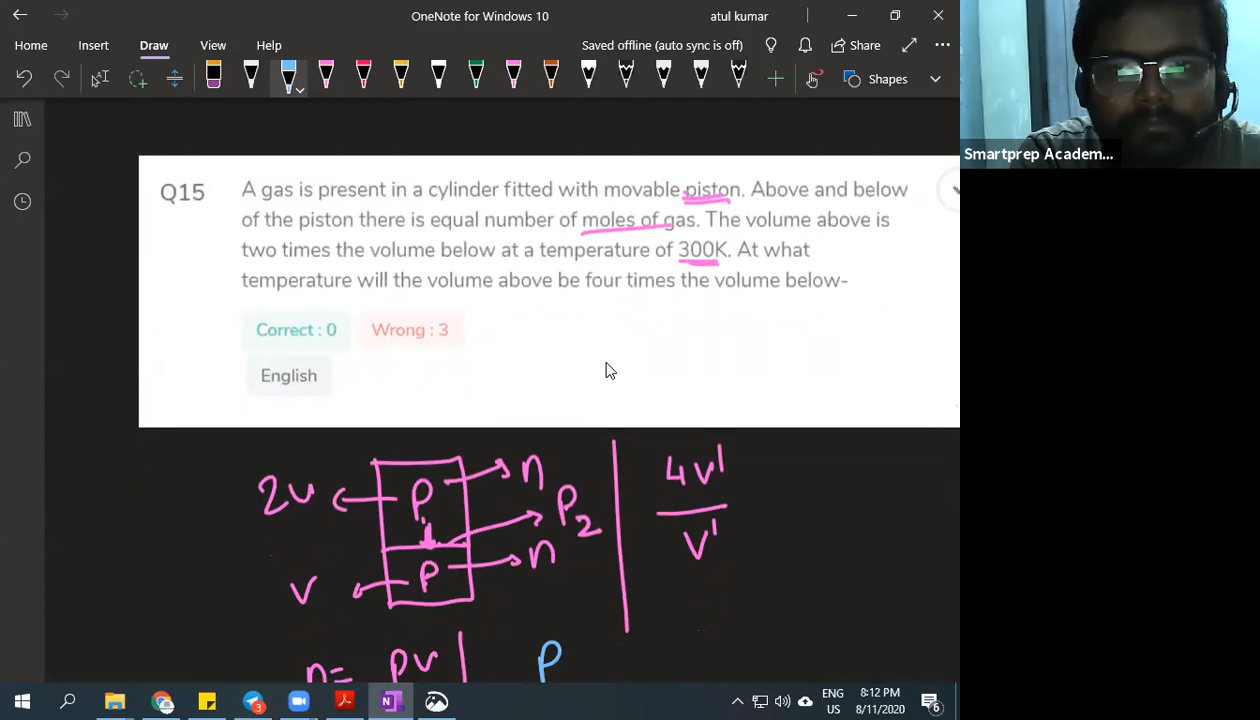 OneNote for Windows 10
atul kumar
Home Insert Draw View Help
Saved offline (auto sync is off)
Share
Shapes
Smartprep Academ...
Q15 A gas is present in a cylinder fitted with movable piston. Above and below
of the piston there is equal number of moles of gas. The volume above is
two times the volume below at a temperature of 300K. At what
temperature will the volume above be four times the volume below-
Correct : 0 Wrong : 3
English
2v P n
P2
v P n
4v'
v'
n= Pv
P
ENG
US
8:12 PM
8/11/2020
6
3